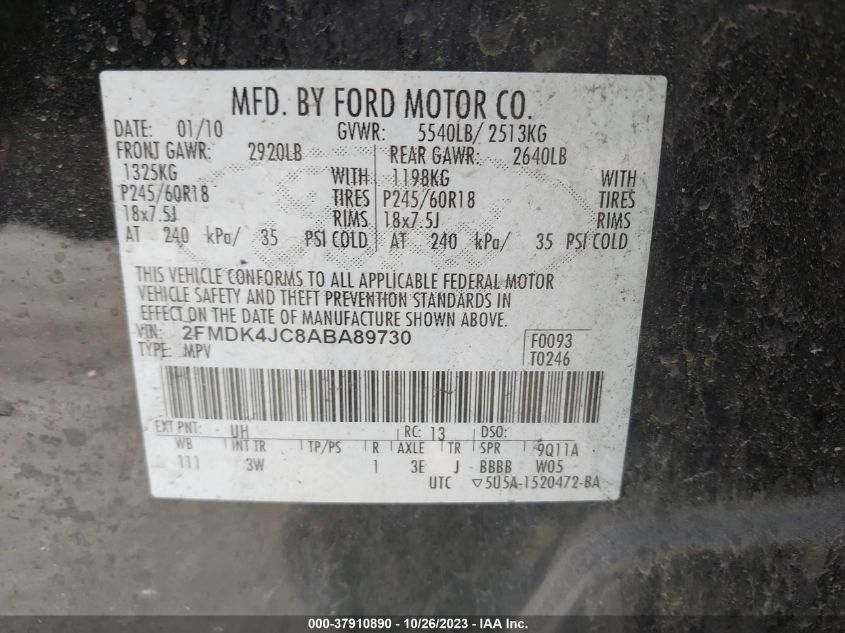 MFD. BY FORD MOTOR CO.
DATE: 01/10 GVWR: 5540LB/ 2513KG
FRONT GAWR: 2920LB REAR GAWR: 2640LB
1325KG WITH 1198KG WITH
P245/60R18 TIRES P245/60R18 TIRES
18x7.5J RIMS 18x7.5J RIMS
AT 240 kPa/ 35 PSI COLD AT 240 kPa/ 35 PSI COLD
THIS VEHICLE CONFORMS TO ALL APPLICABLE FEDERAL MOTOR
VEHICLE SAFETY AND THEFT PREVENTION STANDARDS IN
EFFECT ON THE DATE OF MANUFACTURE SHOWN ABOVE.
VIN: 2FMDK4JC8ABA89730 F0093
TYPE: MPV T0246
EXT PNT: UH RC: 13 DSO:
WB INT TR TP/PS R AXLE TR SPR 9Q11A
111 3W 1 3E J BBBB W05
UTC ▽5U5A-1520472-BA
000-37910890 - 10/26/2023 - U1SA Inc.